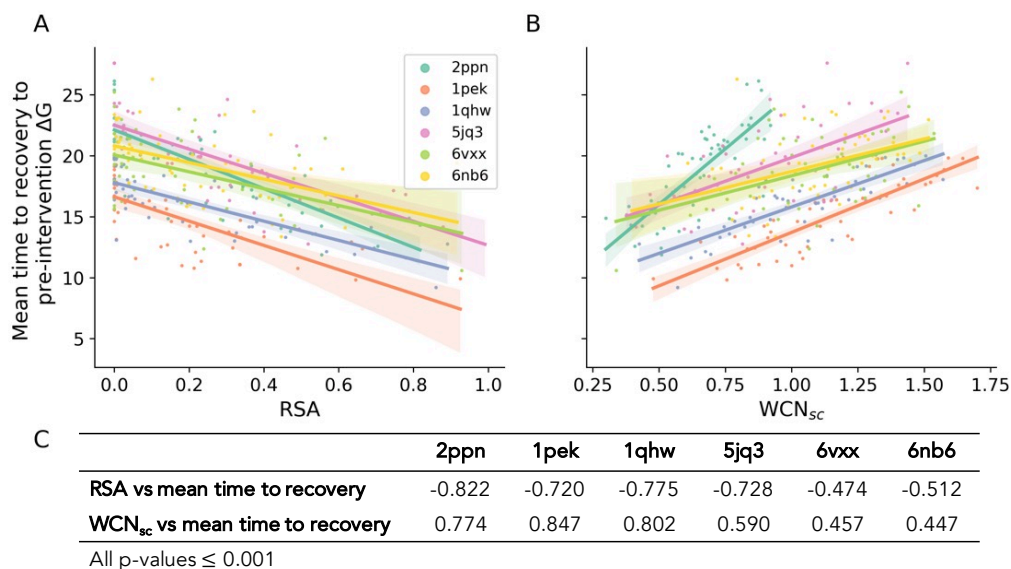 A
B
Mean time to recovery to
pre-intervention ΔG
25
20
15
10
5
2ppn
1pek
1qhw
5jq3
6vxx
6nb6
0.0 0.2 0.4 0.6 0.8 1.0
0.25 0.50 0.75 1.00 1.25 1.50 1.75
RSA
WCNsc
C
2ppn 1pek 1qhw 5jq3 6vxx 6nb6
RSA vs mean time to recovery -0.822 -0.720 -0.775 -0.728 -0.474 -0.512
WCNsc vs mean time to recovery 0.774 0.847 0.802 0.590 0.457 0.447
All p-values ≤ 0.001